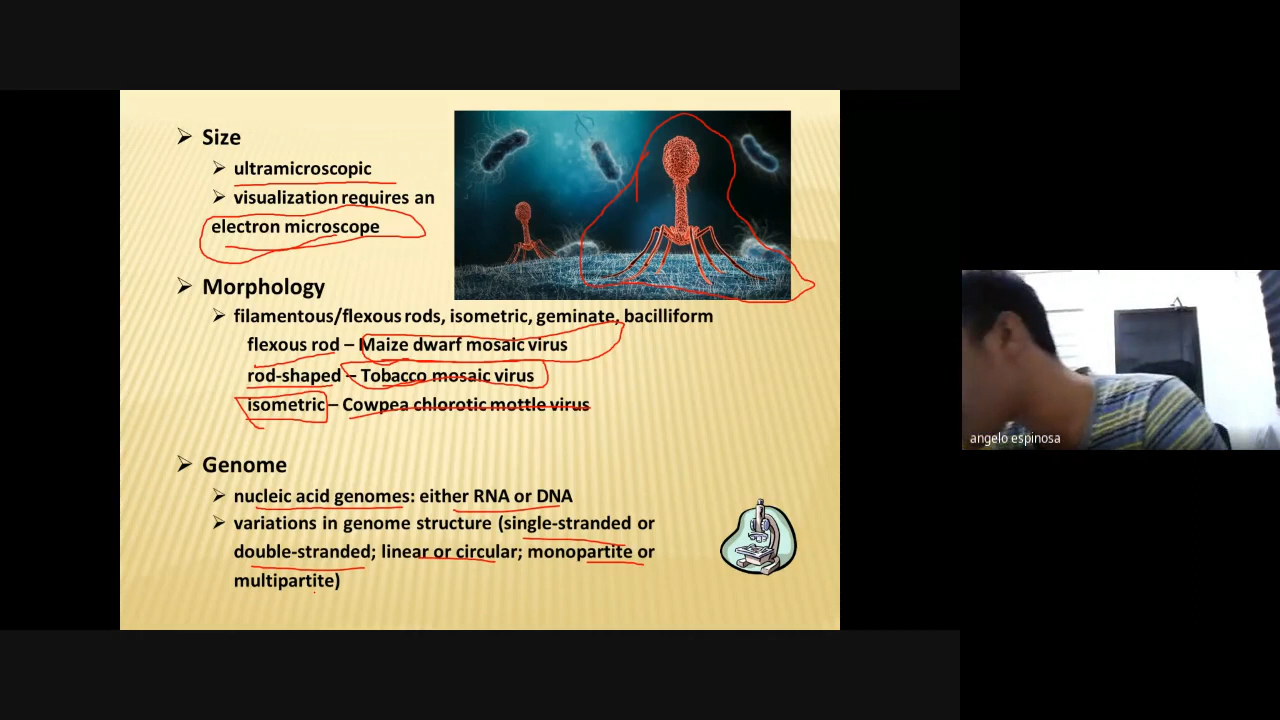 Size
ultramicroscopic
visualization requires an
electron microscope
Morphology
filamentous/flexous rods, isometric, geminate, bacilliform
flexous rod – Maize dwarf mosaic virus
rod-shaped – Tobacco mosaic virus
isometric – Cowpea chlorotic mottle virus
Genome
nucleic acid genomes: either RNA or DNA
variations in genome structure (single-stranded or
double-stranded; linear or circular; monopartite or
multipartite)
angelo espinosa